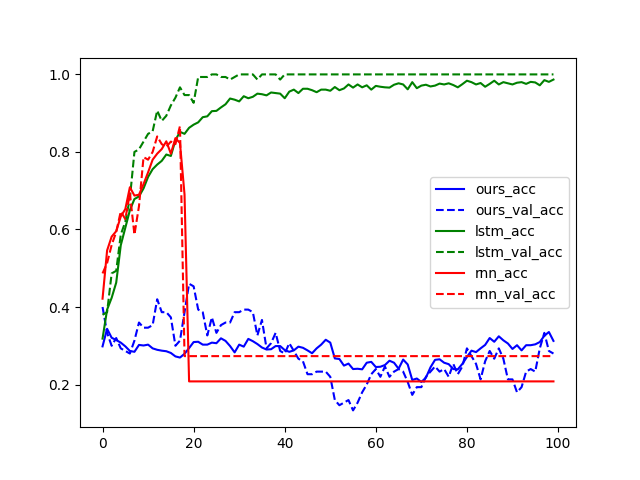 1.0
0.8
0.6
0.4
0.2
0 20 40 60 80 100
ours_acc
ours_val_acc
lstm_acc
lstm_val_acc
rnn_acc
rnn_val_acc